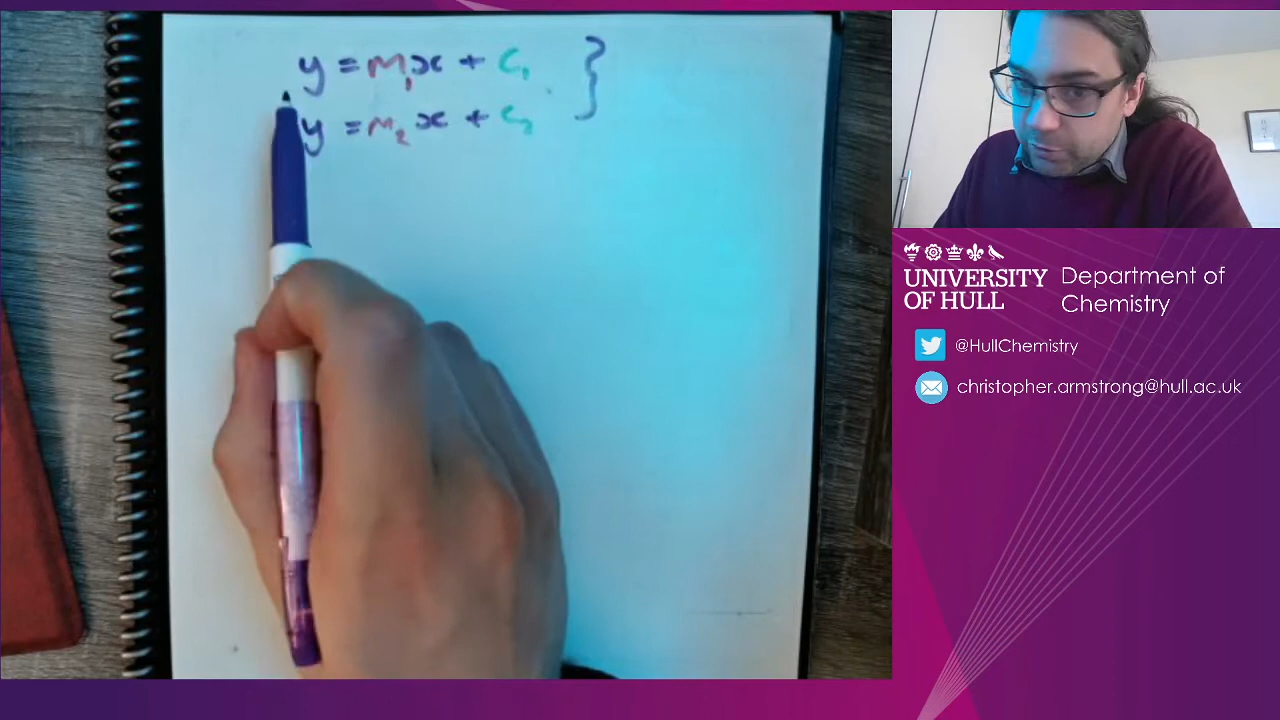 y = m₁x + c₁ }
y = m₂x + c₂
UNIVERSITY
OF HULL
Department of
Chemistry
@HullChemistry
christopher.armstrong@hull.ac.uk